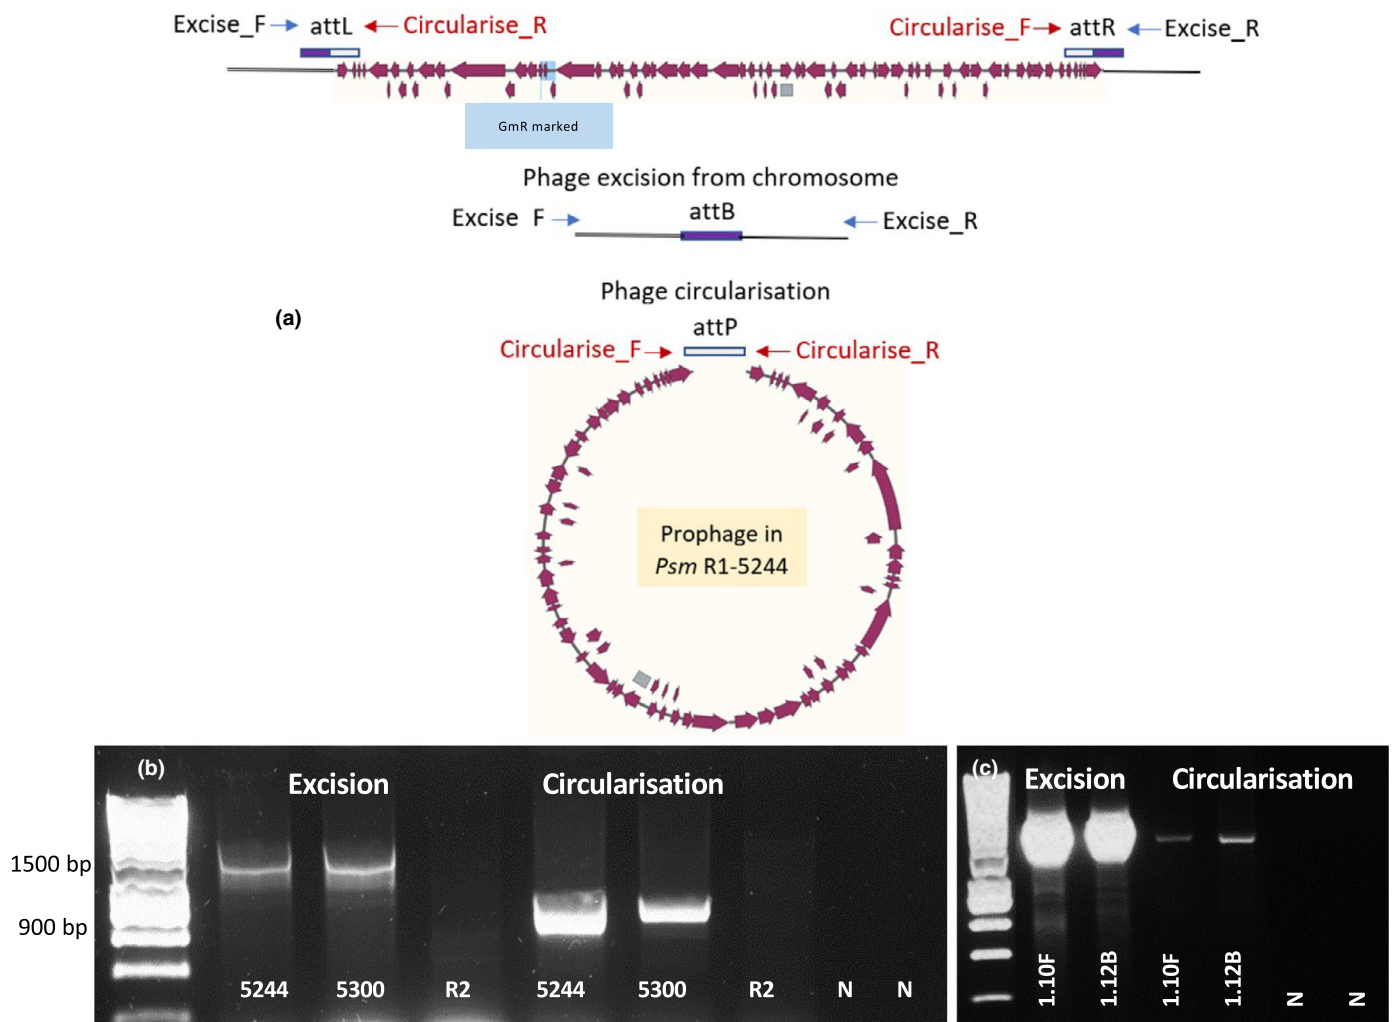 Excise_F attL Circularise_R Circularise_F attR Excise_R
GmR marked
Phage excision from chromosome
attB
Excise F Excise_R
Phage circularisation
(a)
attP
Circularise_F Circularise_R
Prophage in
Psm R1-5244
(b) Excision Circularisation
1500 bp
900 bp
5244 5300 R2 5244 5300 R2 N N
(c) Excision Circularisation
1.10F 1.12B 1.10F 1.12B N N